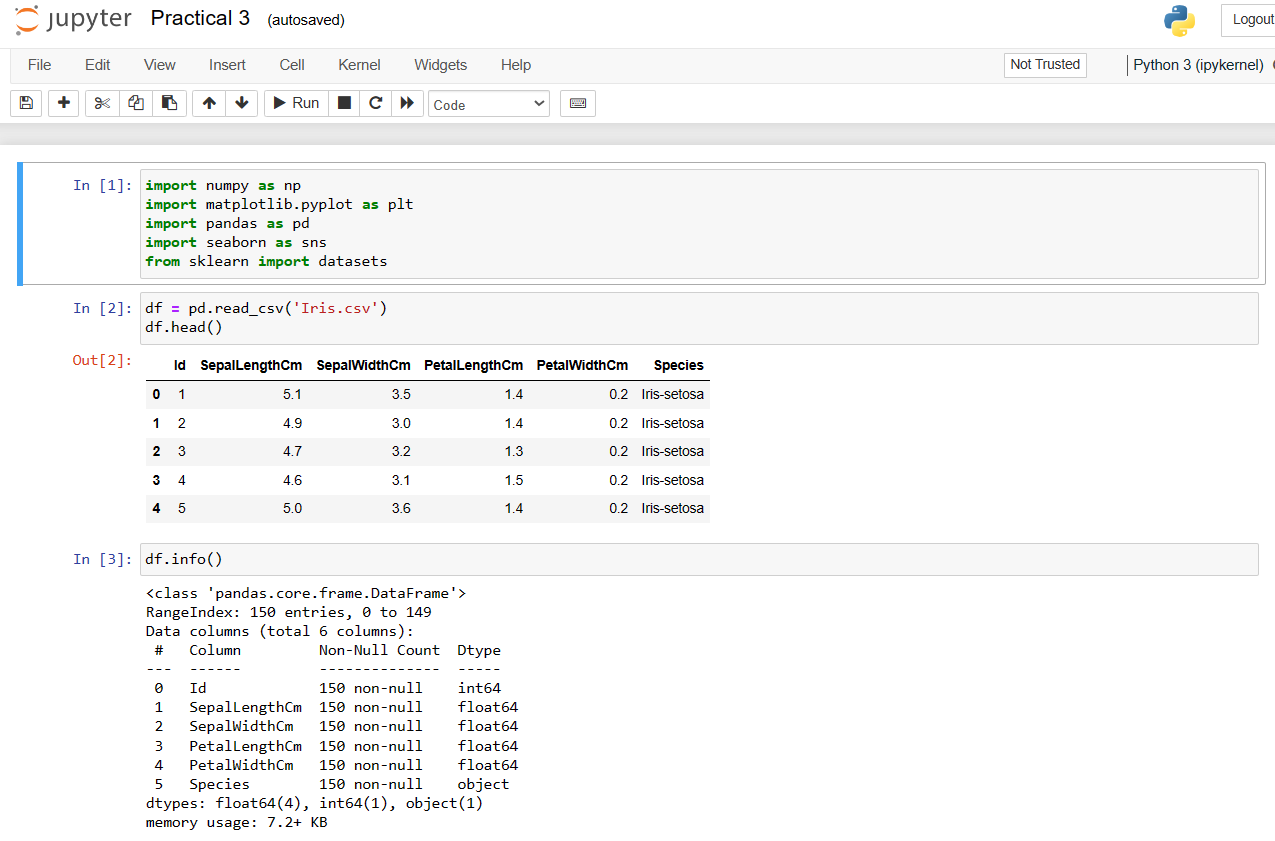 jupyter Practical 3 (autosaved) Logout
File Edit View Insert Cell Kernel Widgets Help Not Trusted Python 3 (ipykernel)
Run Code
In [1]: import numpy as np
import matplotlib.pyplot as plt
import pandas as pd
import seaborn as sns
from sklearn import datasets
In [2]: df = pd.read_csv('Iris.csv')
df.head()
Out[2]: Id SepalLengthCm SepalWidthCm PetalLengthCm PetalWidthCm Species
0 1 5.1 3.5 1.4 0.2 Iris-setosa
1 2 4.9 3.0 1.4 0.2 Iris-setosa
2 3 4.7 3.2 1.3 0.2 Iris-setosa
3 4 4.6 3.1 1.5 0.2 Iris-setosa
4 5 5.0 3.6 1.4 0.2 Iris-setosa
In [3]: df.info()
<class 'pandas.core.frame.DataFrame'>
RangeIndex: 150 entries, 0 to 149
Data columns (total 6 columns):
# Column Non-Null Count Dtype
--- ------ -------------- -----
0 Id 150 non-null int64
1 SepalLengthCm 150 non-null float64
2 SepalWidthCm 150 non-null float64
3 PetalLengthCm 150 non-null float64
4 PetalWidthCm 150 non-null float64
5 Species 150 non-null object
dtypes: float64(4), int64(1), object(1)
memory usage: 7.2+ KB